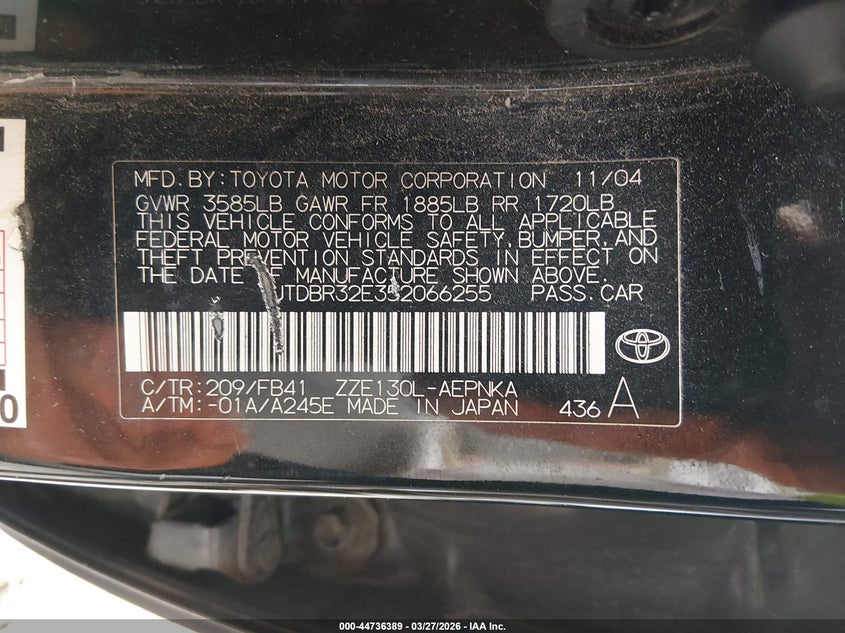 MFD.BY:TOYOTA MOTOR CORPORATION 11/04
GVWR 3585LB GAWR FR 1885LB RR 1720LB
THIS VEHICLE CONFORMS TO ALL APPLICABLE
FEDERAL MOTOR VEHICLE SAFETY,BUMPER,AND
THEFT PREVENTION STANDARDS IN EFFECT ON
THE DATE OF MANUFACTURE SHOWN ABOVE.
JTDBR32E352066255 PASS.CAR
C/TR:209/FB41 ZZE130L-AEPNKA
A/TM:-01A/A245E MADE IN JAPAN 436 A
0
000-44736389 — 03/27/2026 — IAA Inc.